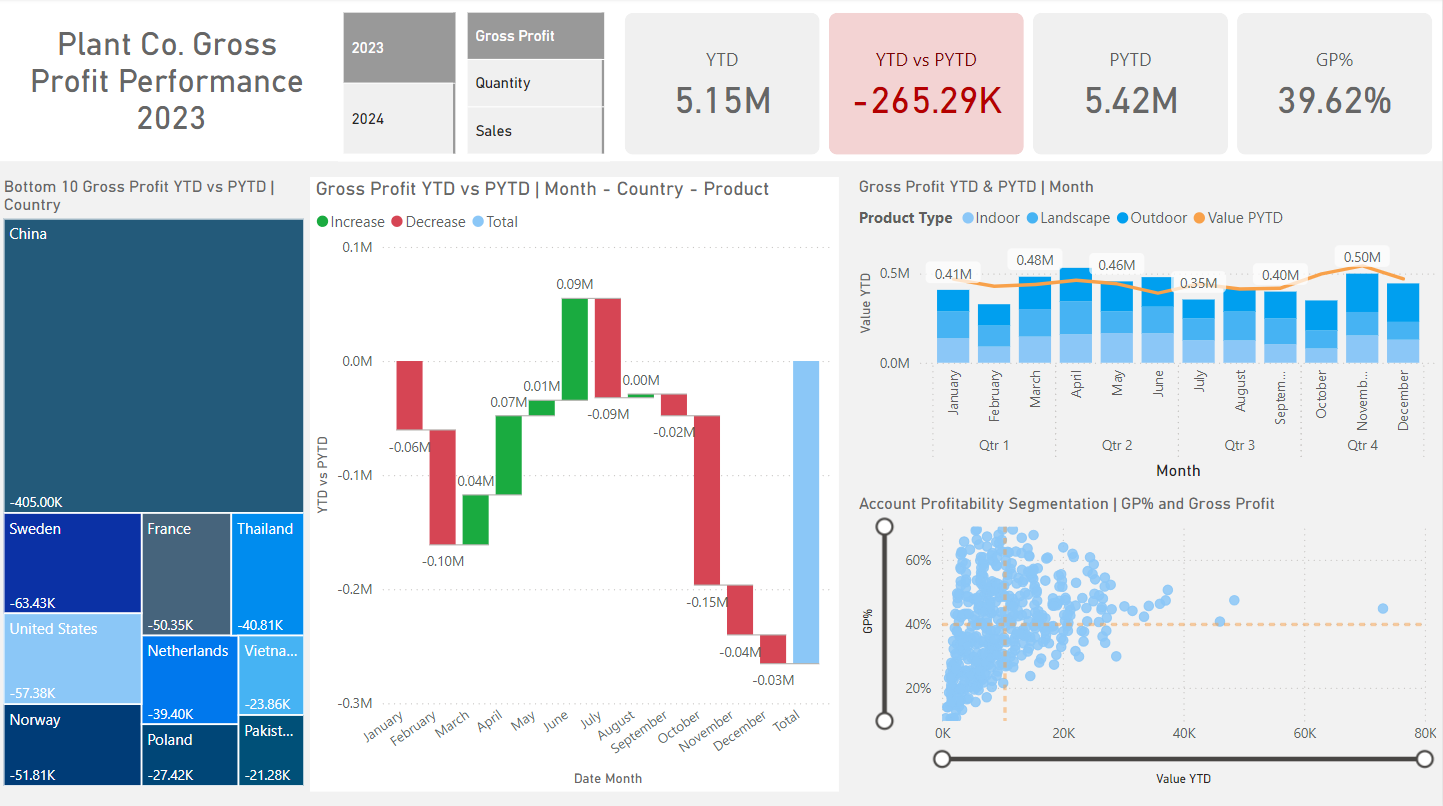 Plant Co. Gross
Profit Performance
2023
2023
2024
Gross Profit
Quantity
Sales
YTD
5.15M
YTD vs PYTD
-265.29K
PYTD
5.42M
GP%
39.62%
Bottom 10 Gross Profit YTD vs PYTD |
Country
China
-405.00K
Sweden
-63.43K
United States
-57.38K
Norway
-51.81K
France
-50.35K
Thailand
-40.81K
Netherlands
-39.40K
Poland
-27.42K
Vietna...
-23.86K
Pakist...
-21.28K
Gross Profit YTD vs PYTD | Month - Country - Product
Increase Decrease Total
YTD vs PYTD
0.1M
0.0M
-0.1M
-0.2M
-0.3M
-0.06M
-0.10M
0.04M
0.07M
0.01M
0.09M
-0.09M
0.00M
-0.02M
-0.15M
-0.04M
-0.03M
January
February
March
April
May
June
July
August
September
October
November
December
Total
Date Month
Gross Profit YTD & PYTD | Month
Product Type Indoor Landscape Outdoor Value PYTD
Value YTD
0.5M
0.0M
0.41M
0.48M
0.46M
0.35M
0.40M
0.50M
January
February
March
April
May
June
July
August
Septem...
October
Novemb...
December
Qtr 1
Qtr 2
Qtr 3
Qtr 4
Month
Account Profitability Segmentation | GP% and Gross Profit
GP%
60%
40%
20%
0K
20K
40K
60K
80K
Value YTD